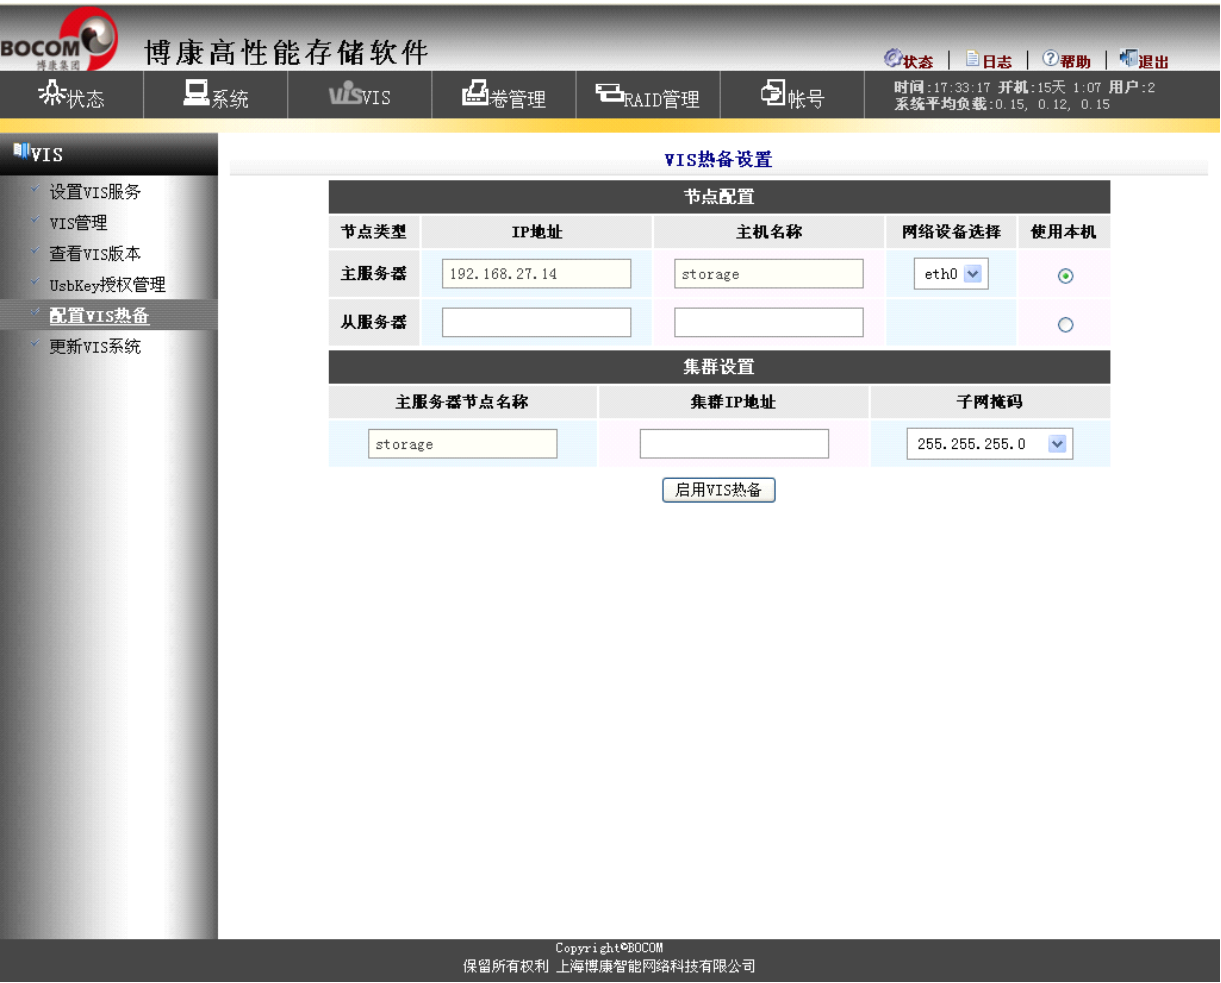 BOCOM
博康集团
博康高性能存储软件
状态 日志 帮助 退出
状态 系统 VIS VIS 卷管理 RAID管理 帐号
时间:17:33:17 开机:15天 1:07 用户:2
系统平均负载:0.15, 0.12, 0.15
VIS
设置VIS服务
VIS管理
查看VIS版本
UsbKey授权管理
配置VIS热备
更新VIS系统
VIS热备设置
节点配置
节点类型 IP地址 主机名称 网络设备选择 使用本机
主服务器 192.168.27.14 storage eth0
从服务器
集群设置
主服务器节点名称 集群IP地址 子网掩码
storage 255.255.255.0
启用VIS热备
Copyright©BOCOM
保留所有权利 上海博康智能网络科技有限公司